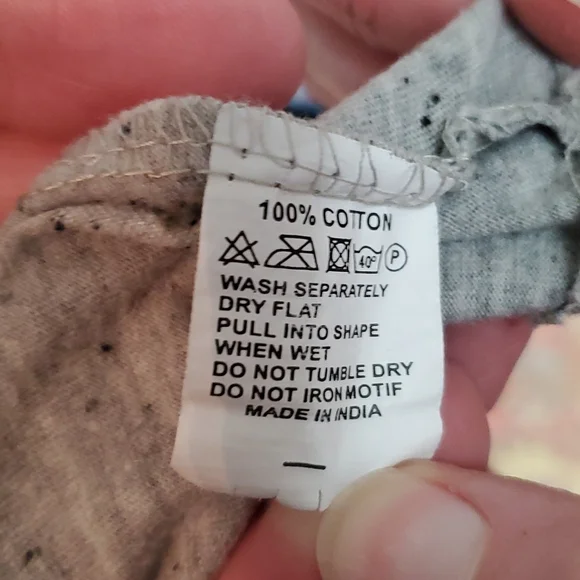 100% COTTON
40° P
WASH SEPARATELY
DRY FLAT
PULL INTO SHAPE
WHEN WET
DO NOT TUMBLE DRY
DO NOT IRON MOTIF
MADE IN INDIA